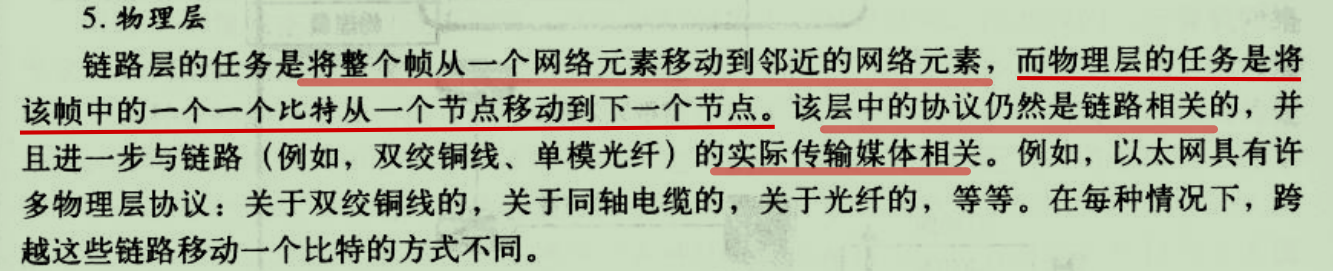 5. 物理层
链路层的任务是将整个帧从一个网络元素移动到邻近的网络元素，而物理层的任务是将
该帧中的一个一个比特从一个节点移动到下一个节点。该层中的协议仍然是链路相关的，并
且进一步与链路（例如，双绞铜线、单模光纤）的实际传输媒体相关。例如，以太网具有许
多物理层协议：关于双绞铜线的，关于同轴电缆的，关于光纤的，等等。在每种情况下，跨
越这些链路移动一个比特的方式不同。